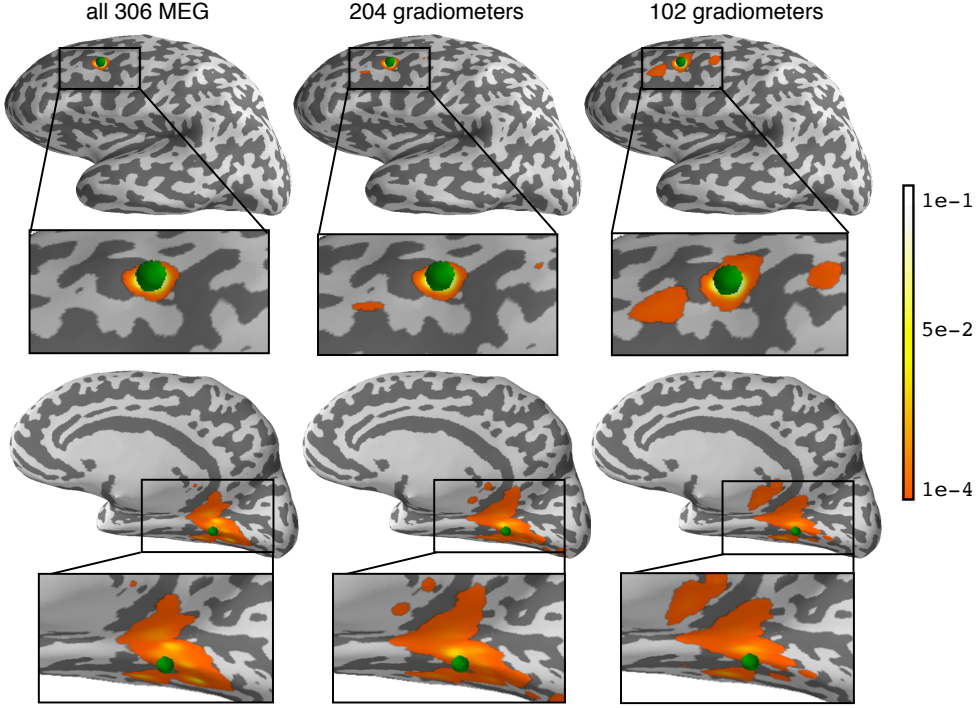 all 306 MEG
204 gradiometers
102 gradiometers
1e-1
5e-2
1e-4